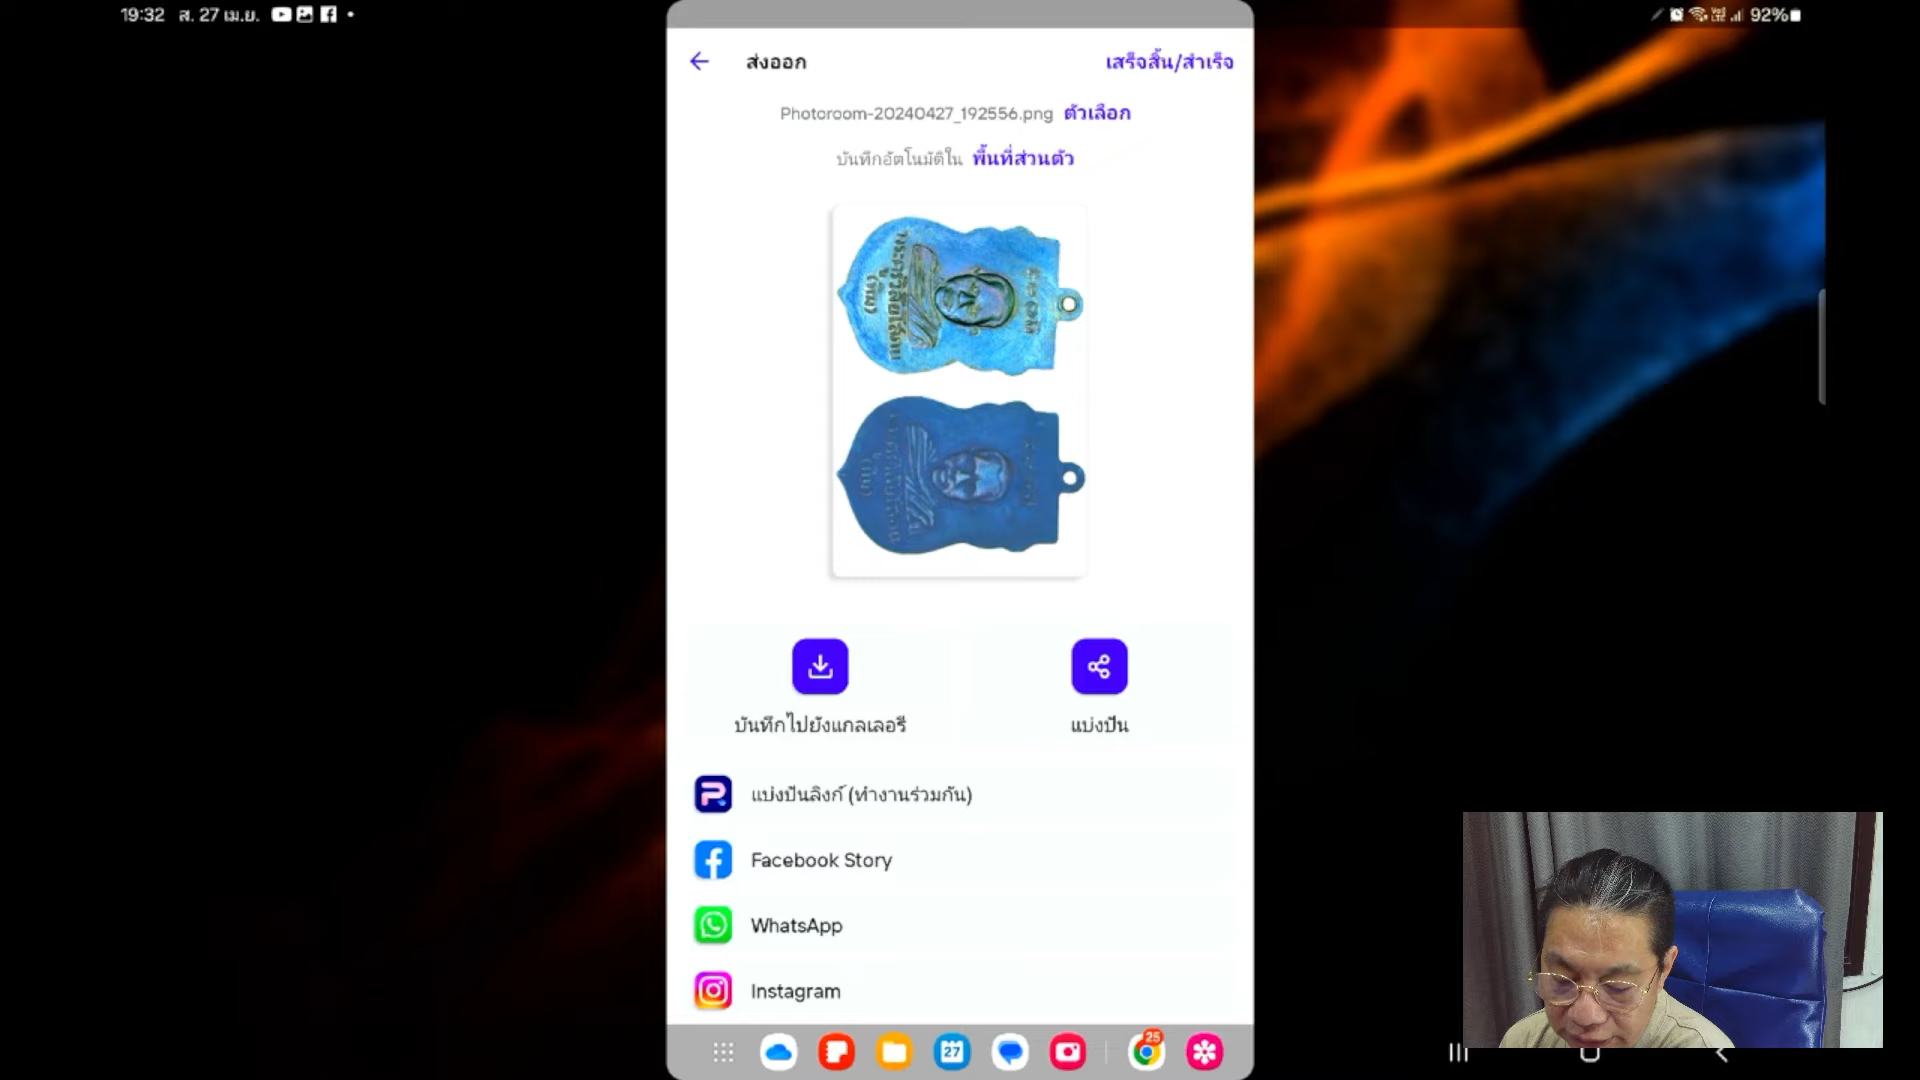 19:32 ส. 27 เม.ย.
92%
ส่งออก
เสร็จสิ้น/สำเร็จ
Photoroom-20240427_192556.png ตัวเลือก
บันทึกอัตโนมัติใน พื้นที่ส่วนตัว
บันทึกไปยังแกลเลอรี
แบ่งปัน
แบ่งปันลิงก์ (ทำงานร่วมกัน)
Facebook Story
WhatsApp
Instagram
27
25